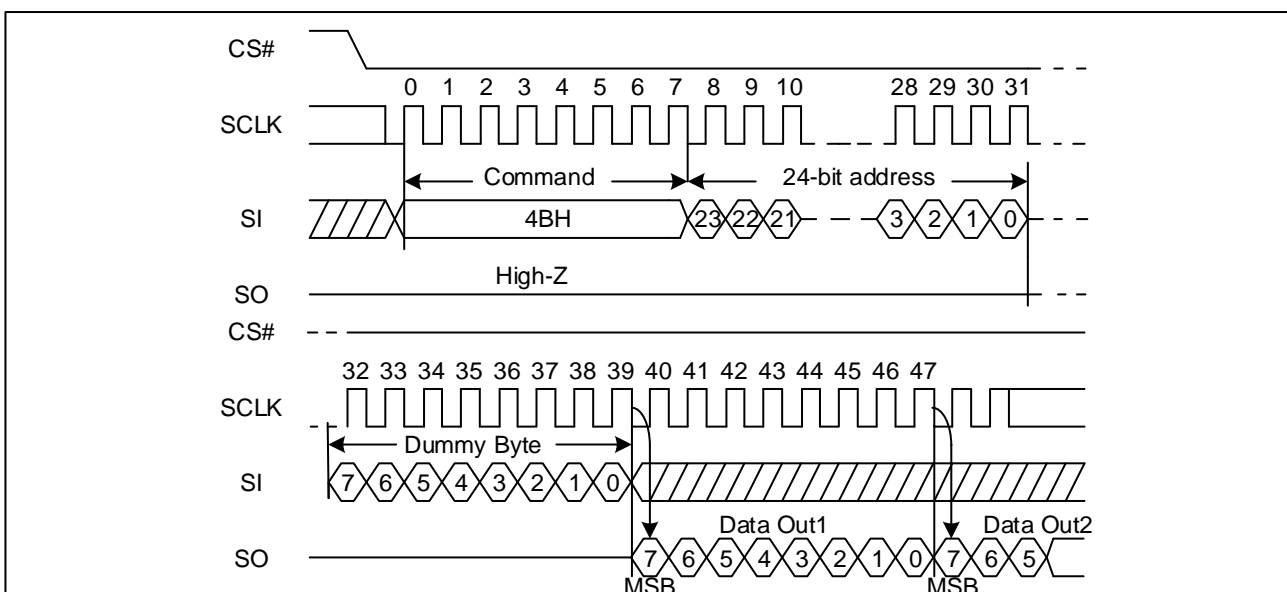 CS#
0 1 2 3 4 5 6 7 8 9 10 28 29 30 31
SCLK
Command 24-bit address
SI 4BH 23 22 21 3 2 1 0
High-Z
SO
CS#
32 33 34 35 36 37 38 39 40 41 42 43 44 45 46 47
SCLK
Dummy Byte
SI 7 6 5 4 3 2 1 0
Data Out1 Data Out2
SO 7 6 5 4 3 2 1 0 7 6 5
MSB MSB